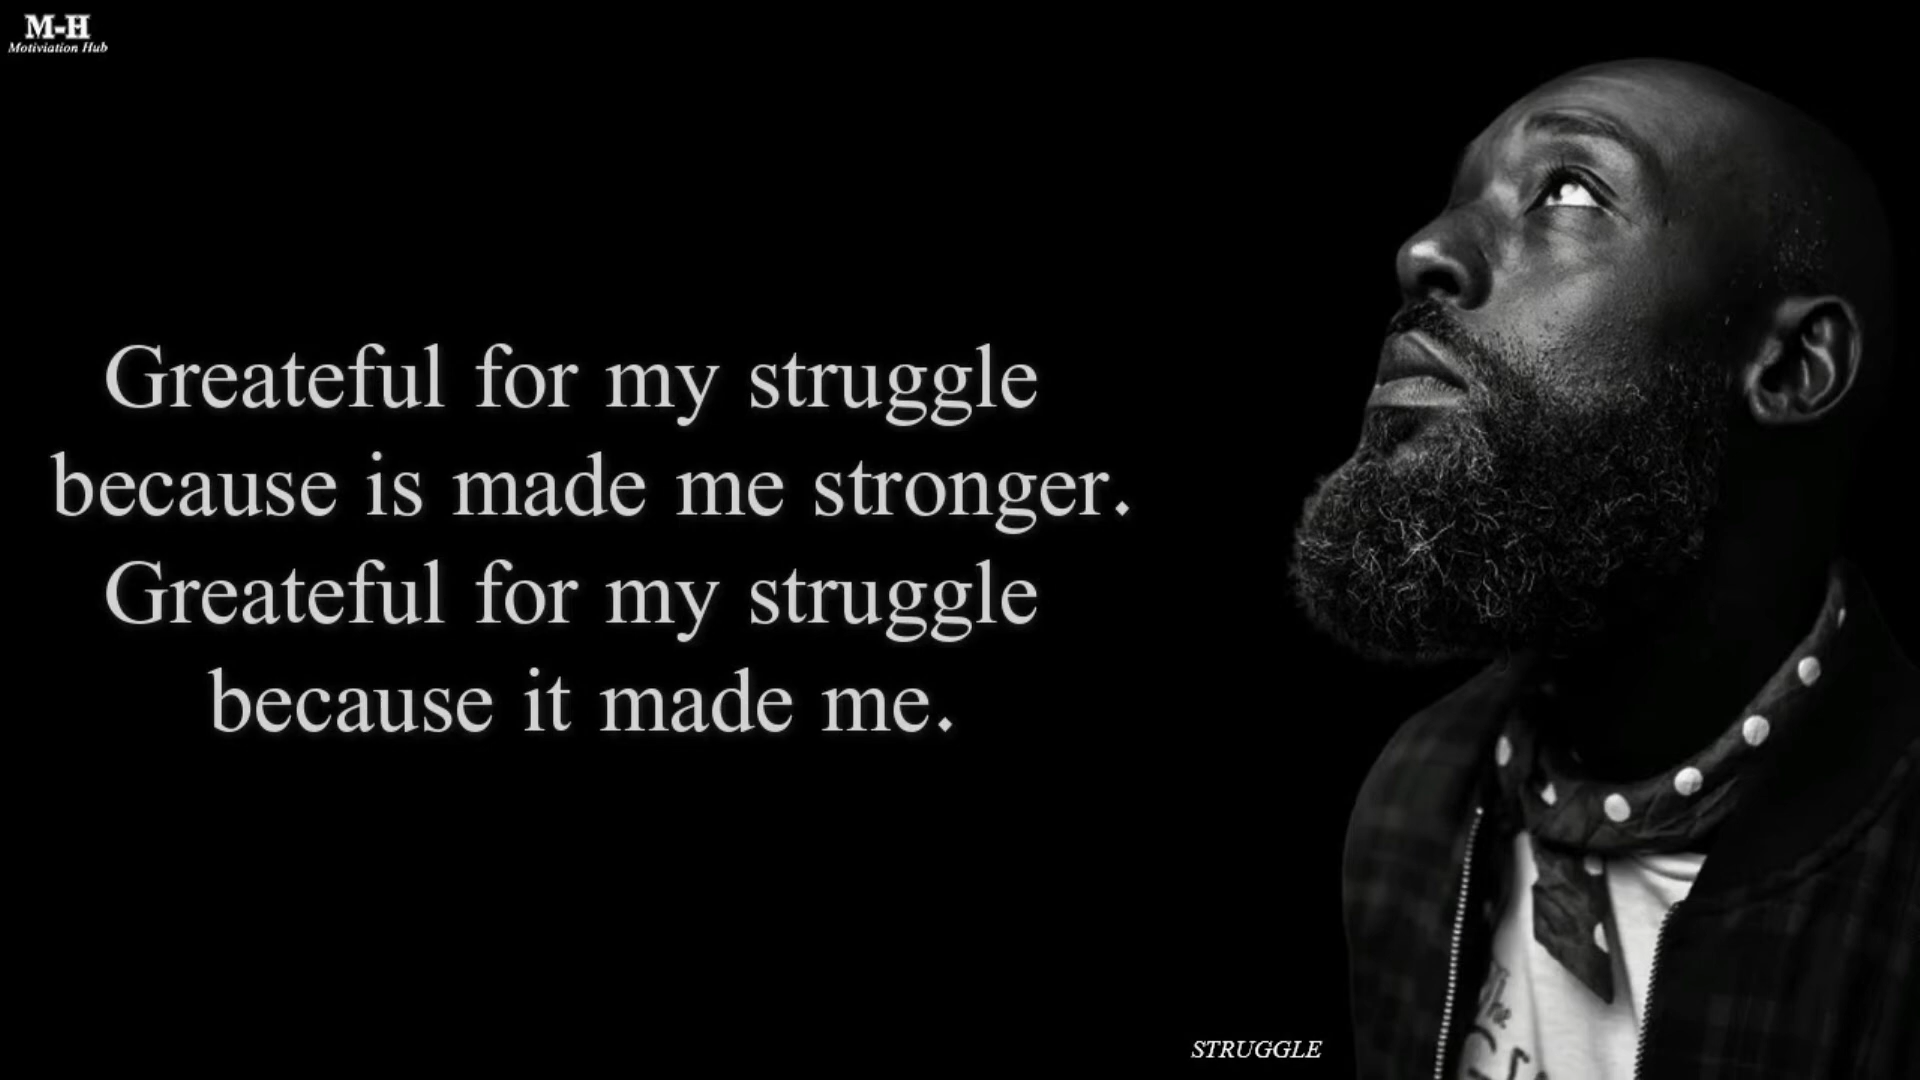 M-H
Motiviation Hub
Greateful for my struggle
because is made me stronger.
Greateful for my struggle
because it made me.
STRUGGLE